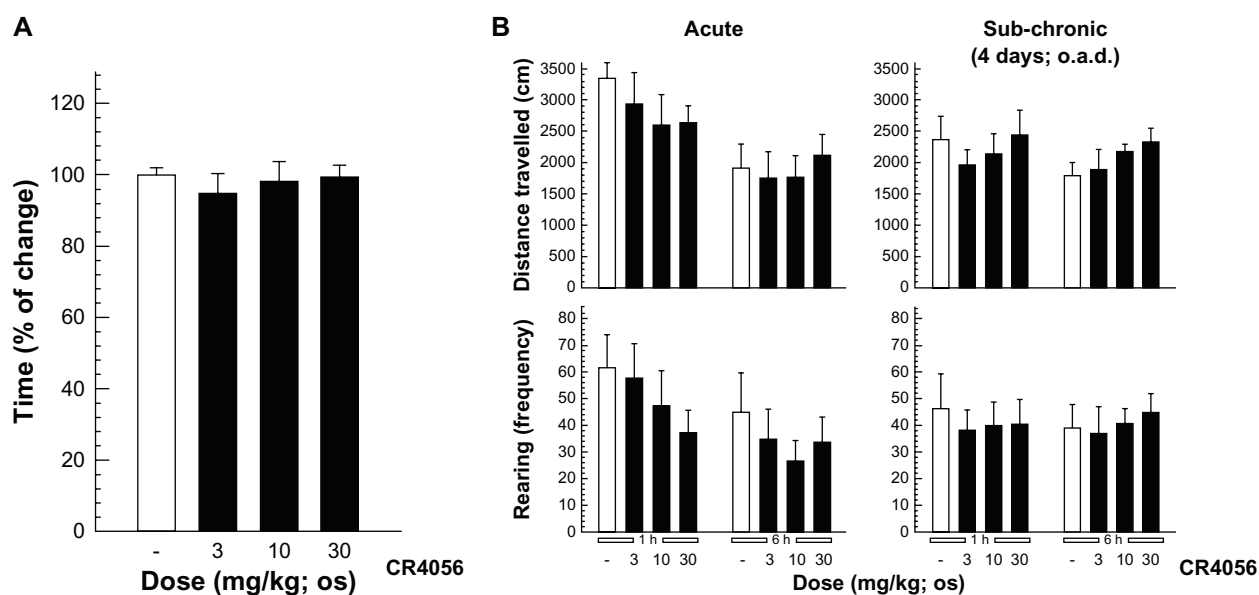 A
Time (% of change)
120
100
80
60
40
20
0
- 3 10 30
Dose (mg/kg; os)
CR4056
B
Acute
Sub-chronic
(4 days; o.a.d.)
Distance travelled (cm)
3500
3000
2500
2000
1500
1000
500
0
3500
3000
2500
2000
1500
1000
500
0
Rearing (frequency)
80
70
60
50
40
30
20
10
0
80
70
60
50
40
30
20
10
0
1 h 6 h 1 h 6 h
- 3 10 30 - 3 10 30 - 3 10 30 - 3 10 30
Dose (mg/kg; os)
CR4056